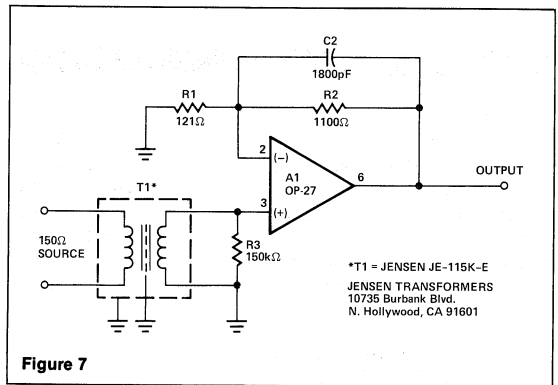 C2
1800pF
R1
121Ω
R2
1100Ω
2
(−)
A1
OP-27
6
OUTPUT
3
(+)
T1*
150Ω
SOURCE
R3
150kΩ
*T1 = JENSEN JE-115K-E
JENSEN TRANSFORMERS
10735 Burbank Blvd.
N. Hollywood, CA 91601
Figure 7